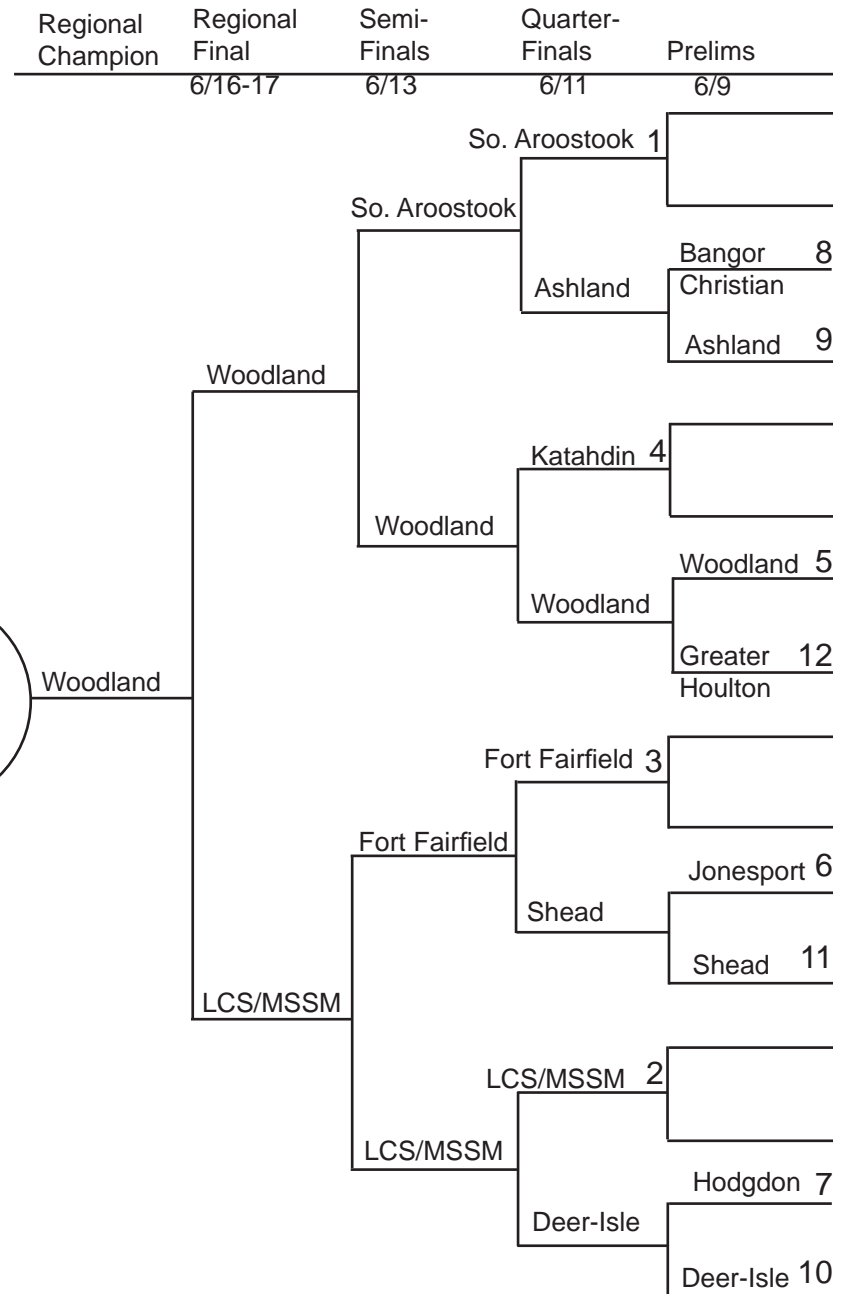 Regional Champion
Regional Final
Semi-Finals
Quarter-Finals
Prelims
6/16-17
6/13
6/11
6/9
So. Aroostook 1
So. Aroostook
Bangor 8
Christian
Ashland
Ashland 9
Woodland
Katahdin 4
Woodland
Woodland 5
Woodland
Greater 12
Houlton
Woodland
Fort Fairfield 3
Fort Fairfield
Jonesport 6
Shead
Shead 11
LCS/MSSM
LCS/MSSM 2
LCS/MSSM
Hodgdon 7
Deer-Isle
Deer-Isle 10